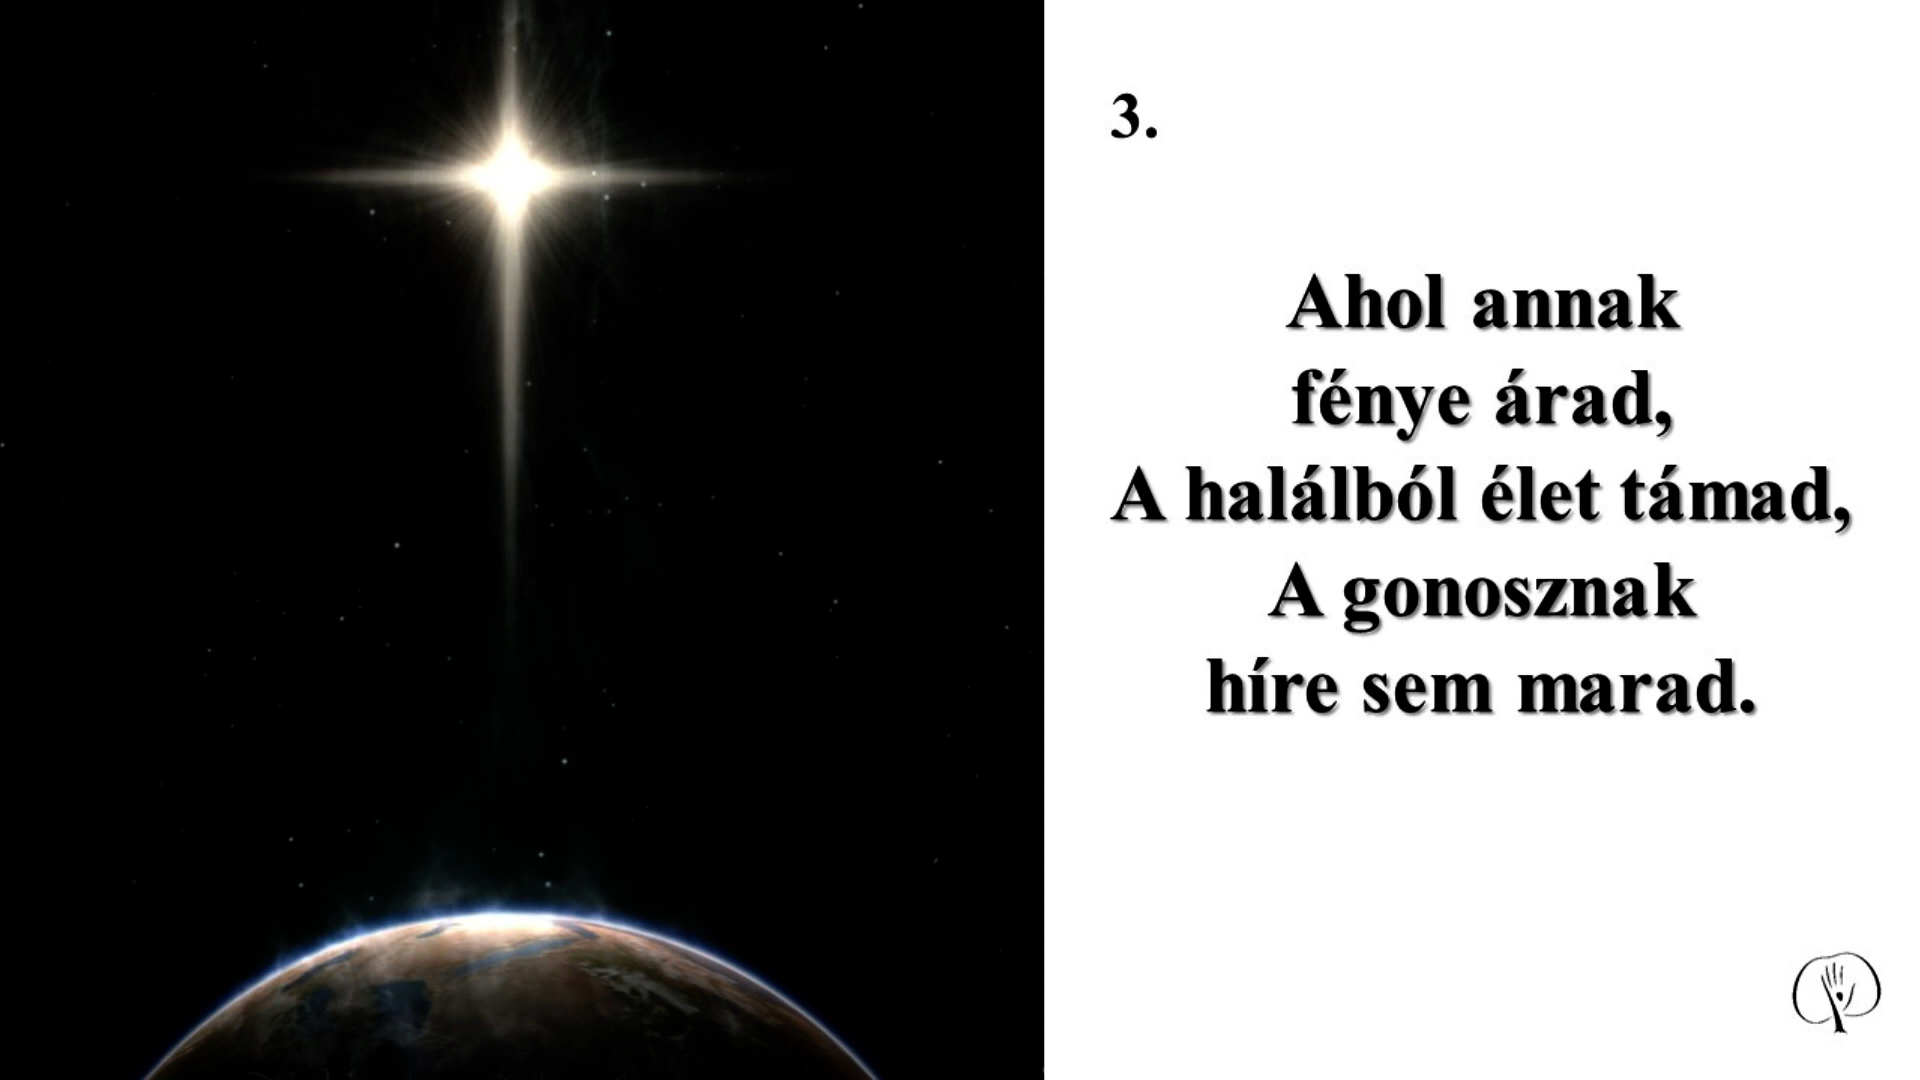 3.
Ahol annak
fénye árad,
A halálból élet támad,
A gonosznak
híre sem marad.